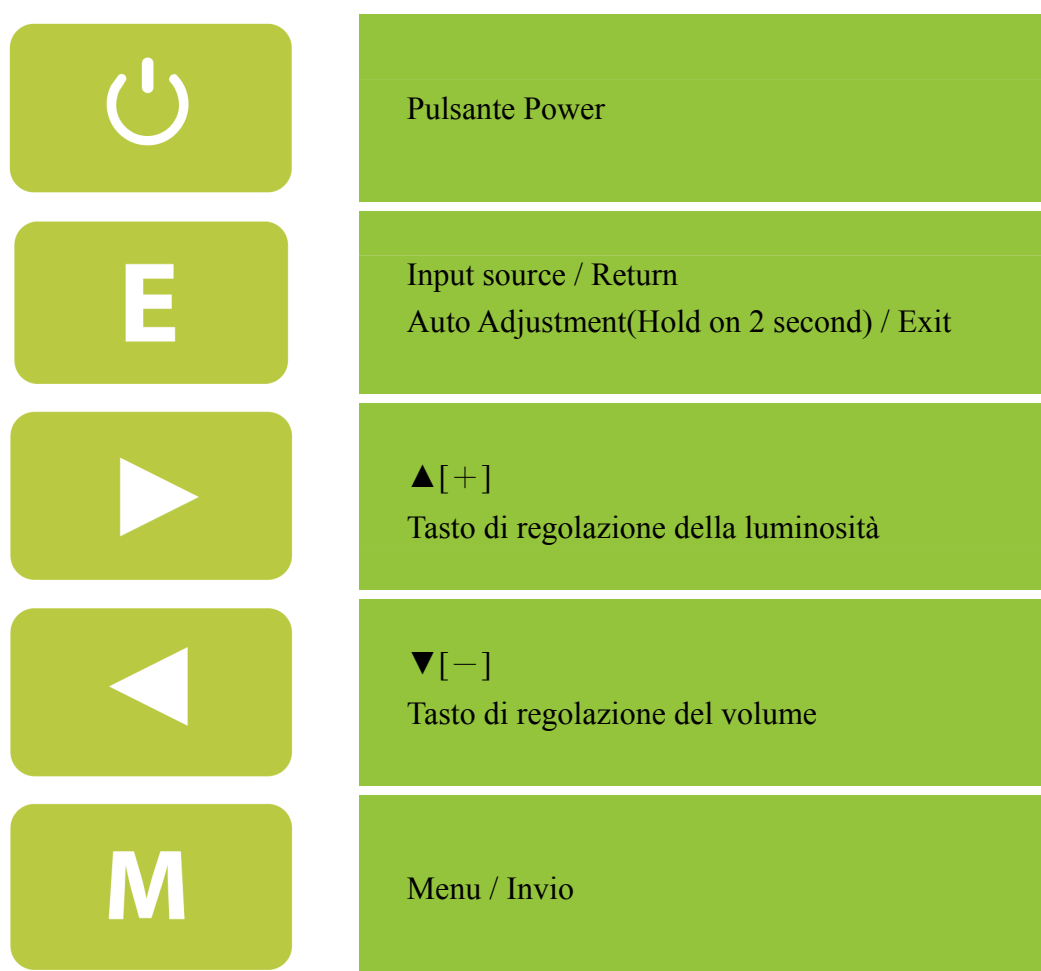 Pulsante Power
E
Input source / Return
Auto Adjustment(Hold on 2 second) / Exit
▲[+]
Tasto di regolazione della luminosità
▼[-]
Tasto di regolazione del volume
M
Menu / Invio